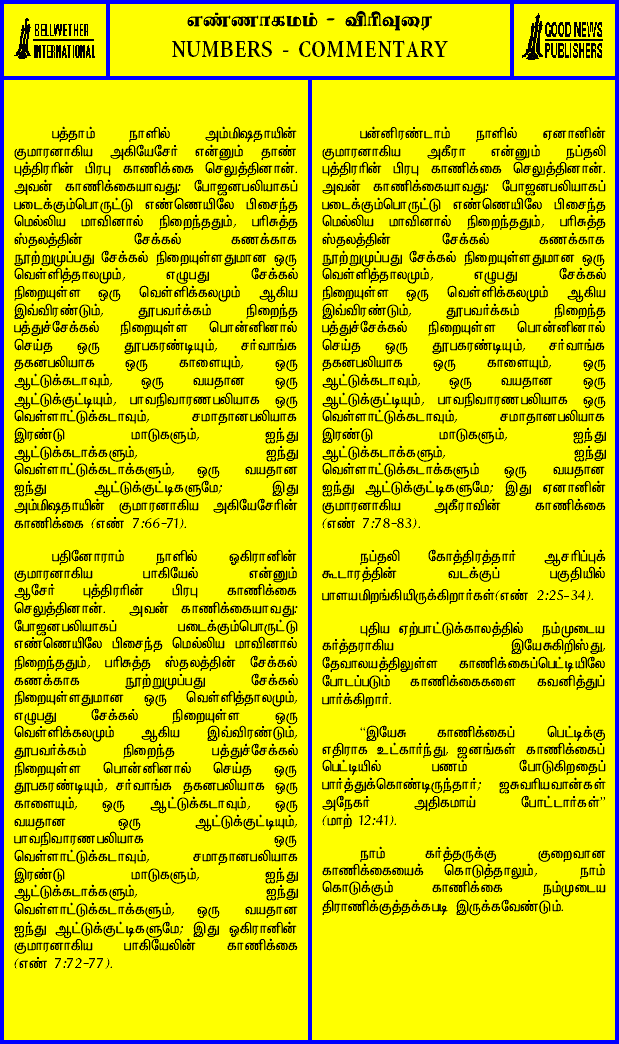 BELLWETHER
INTERNATIONAL
எண்ணாகமம் - விரிவுரை
NUMBERS - COMMENTARY
GOOD NEWS
PUBLISHERS
பத்தாம் நாளில் அம்மிஷதாயின்
குமாரனாகிய அகியேசேர் என்னும் தாண்
புத்திரரின் பிரபு காணிக்கை செலுத்தினான்.
அவன் காணிக்கையாவது: போஜனபலியாகப்
படைக்கும்பொருட்டு எண்ணெயிலே பிசைந்த
மெல்லிய மாவினால் நிறைந்ததும், பரிசுத்த
ஸ்தலத்தின் சேக்கல் கணக்காக
நூற்றுமுப்பது சேக்கல் நிறையுள்ளதுமான ஒரு
வெள்ளித்தாலமும், எழுபது சேக்கல்
நிறையுள்ள ஒரு வெள்ளிக்கலமும் ஆகிய
இவ்விரண்டும், தூபவர்க்கம் நிறைந்த
பத்துச்சேக்கல் நிறையுள்ள பொன்னினால்
செய்த ஒரு தூபகரண்டியும், சர்வாங்க
தகனபலியாக ஒரு காளையும், ஒரு
ஆட்டுக்கடாவும், ஒரு வயதான ஒரு
ஆட்டுக்குட்டியும், பாவநிவாரணபலியாக ஒரு
வெள்ளாட்டுக்கடாவும், சமாதானபலியாக
இரண்டு மாடுகளும், ஐந்து
ஆட்டுக்கடாக்களும், ஐந்து
வெள்ளாட்டுக்கடாக்களும், ஒரு வயதான
ஐந்து ஆட்டுக்குட்டிகளுமே; இது
அம்மிஷதாயின் குமாரனாகிய அகியேசேரின்
காணிக்கை (எண் 7:66-71).
பதினோராம் நாளில் ஓகிரானின்
குமாரனாகிய பாகியேல் என்னும்
ஆசேர் புத்திரரின் பிரபு காணிக்கை
செலுத்தினான். அவன் காணிக்கையாவது:
போஜனபலியாகப் படைக்கும்பொருட்டு
எண்ணெயிலே பிசைந்த மெல்லிய மாவினால்
நிறைந்ததும், பரிசுத்த ஸ்தலத்தின் சேக்கல்
கணக்காக நூற்றுமுப்பது சேக்கல்
நிறையுள்ளதுமான ஒரு வெள்ளித்தாலமும்,
எழுபது சேக்கல் நிறையுள்ள ஒரு
வெள்ளிக்கலமும் ஆகிய இவ்விரண்டும்,
தூபவர்க்கம் நிறைந்த பத்துச்சேக்கல்
நிறையுள்ள பொன்னினால் செய்த ஒரு
தூபகரண்டியும், சர்வாங்க தகனபலியாக ஒரு
காளையும், ஒரு ஆட்டுக்கடாவும், ஒரு
வயதான ஒரு ஆட்டுக்குட்டியும்,
பாவநிவாரணபலியாக ஒரு
வெள்ளாட்டுக்கடாவும், சமாதானபலியாக
இரண்டு மாடுகளும், ஐந்து
ஆட்டுக்கடாக்களும், ஐந்து
வெள்ளாட்டுக்கடாக்களும், ஒரு வயதான
ஐந்து ஆட்டுக்குட்டிகளுமே; இது ஓகிரானின்
குமாரனாகிய பாகியேலின் காணிக்கை
(எண் 7:72-77).
பன்னிரண்டாம் நாளில் ஏனானின்
குமாரனாகிய அகீரா என்னும் நப்தலி
புத்திரரின் பிரபு காணிக்கை செலுத்தினான்.
அவன் காணிக்கையாவது: போஜனபலியாகப்
படைக்கும்பொருட்டு எண்ணெயிலே பிசைந்த
மெல்லிய மாவினால் நிறைந்ததும், பரிசுத்த
ஸ்தலத்தின் சேக்கல் கணக்காக
நூற்றுமுப்பது சேக்கல் நிறையுள்ளதுமான ஒரு
வெள்ளித்தாலமும், எழுபது சேக்கல்
நிறையுள்ள ஒரு வெள்ளிக்கலமும் ஆகிய
இவ்விரண்டும், தூபவர்க்கம் நிறைந்த
பத்துச்சேக்கல் நிறையுள்ள பொன்னினால்
செய்த ஒரு தூபகரண்டியும், சர்வாங்க
தகனபலியாக ஒரு காளையும், ஒரு
ஆட்டுக்கடாவும், ஒரு வயதான ஒரு
ஆட்டுக்குட்டியும், பாவநிவாரணபலியாக ஒரு
வெள்ளாட்டுக்கடாவும், சமாதானபலியாக
இரண்டு மாடுகளும், ஐந்து
ஆட்டுக்கடாக்களும், ஐந்து
வெள்ளாட்டுக்கடாக்களும் ஒரு வயதான
ஐந்து ஆட்டுக்குட்டிகளுமே; இது ஏனானின்
குமாரனாகிய அகீராவின் காணிக்கை
(எண் 7:78-83).
நப்தலி கோத்திரத்தார் ஆசரிப்புக்
கூடாரத்தின் வடக்குப் பகுதியில்
பாளயமிறங்கியிருக்கிறார்கள்(எண் 2:25-34).
புதிய ஏற்பாட்டுக்காலத்தில் நம்முடைய
கர்த்தராகிய இயேசுகிறிஸ்து,
தேவாலயத்திலுள்ள காணிக்கைப்பெட்டியிலே
போடப்படும் காணிக்கைகளை கவனித்துப்
பார்க்கிறார்.
"இயேசு காணிக்கைப் பெட்டிக்கு
எதிராக உட்கார்ந்து, ஜனங்கள் காணிக்கைப்
பெட்டியில் பணம் போடுகிறதைப்
பார்த்துக்கொண்டிருந்தார்; ஐசுவரியவான்கள்
அநேகர் அதிகமாய் போட்டார்கள்"
(மாற் 12:41).
நாம் கர்த்தருக்கு குறைவான
காணிக்கையைக் கொடுத்தாலும், நாம்
கொடுக்கும் காணிக்கை நம்முடைய
திராணிக்குத்தக்கபடி இருக்கவேண்டும்.